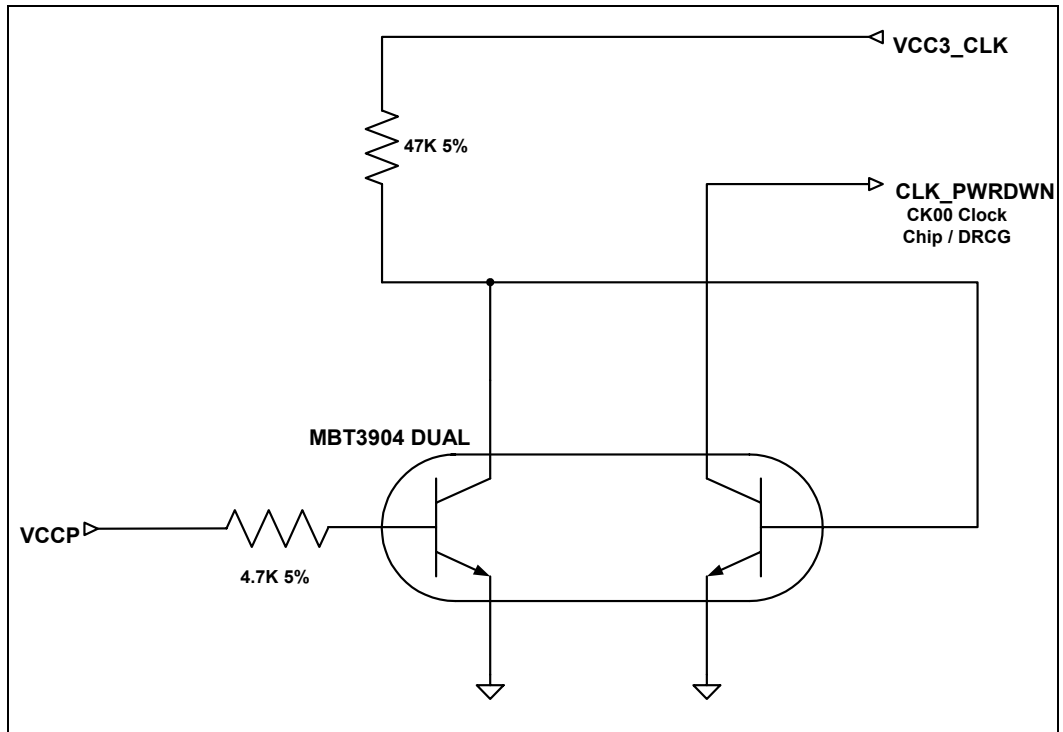 VCC3_CLK
47K 5%
CLK_PWRDWN
CK00 Clock
Chip / DRCG
MBT3904 DUAL
VCCP
4.7K 5%